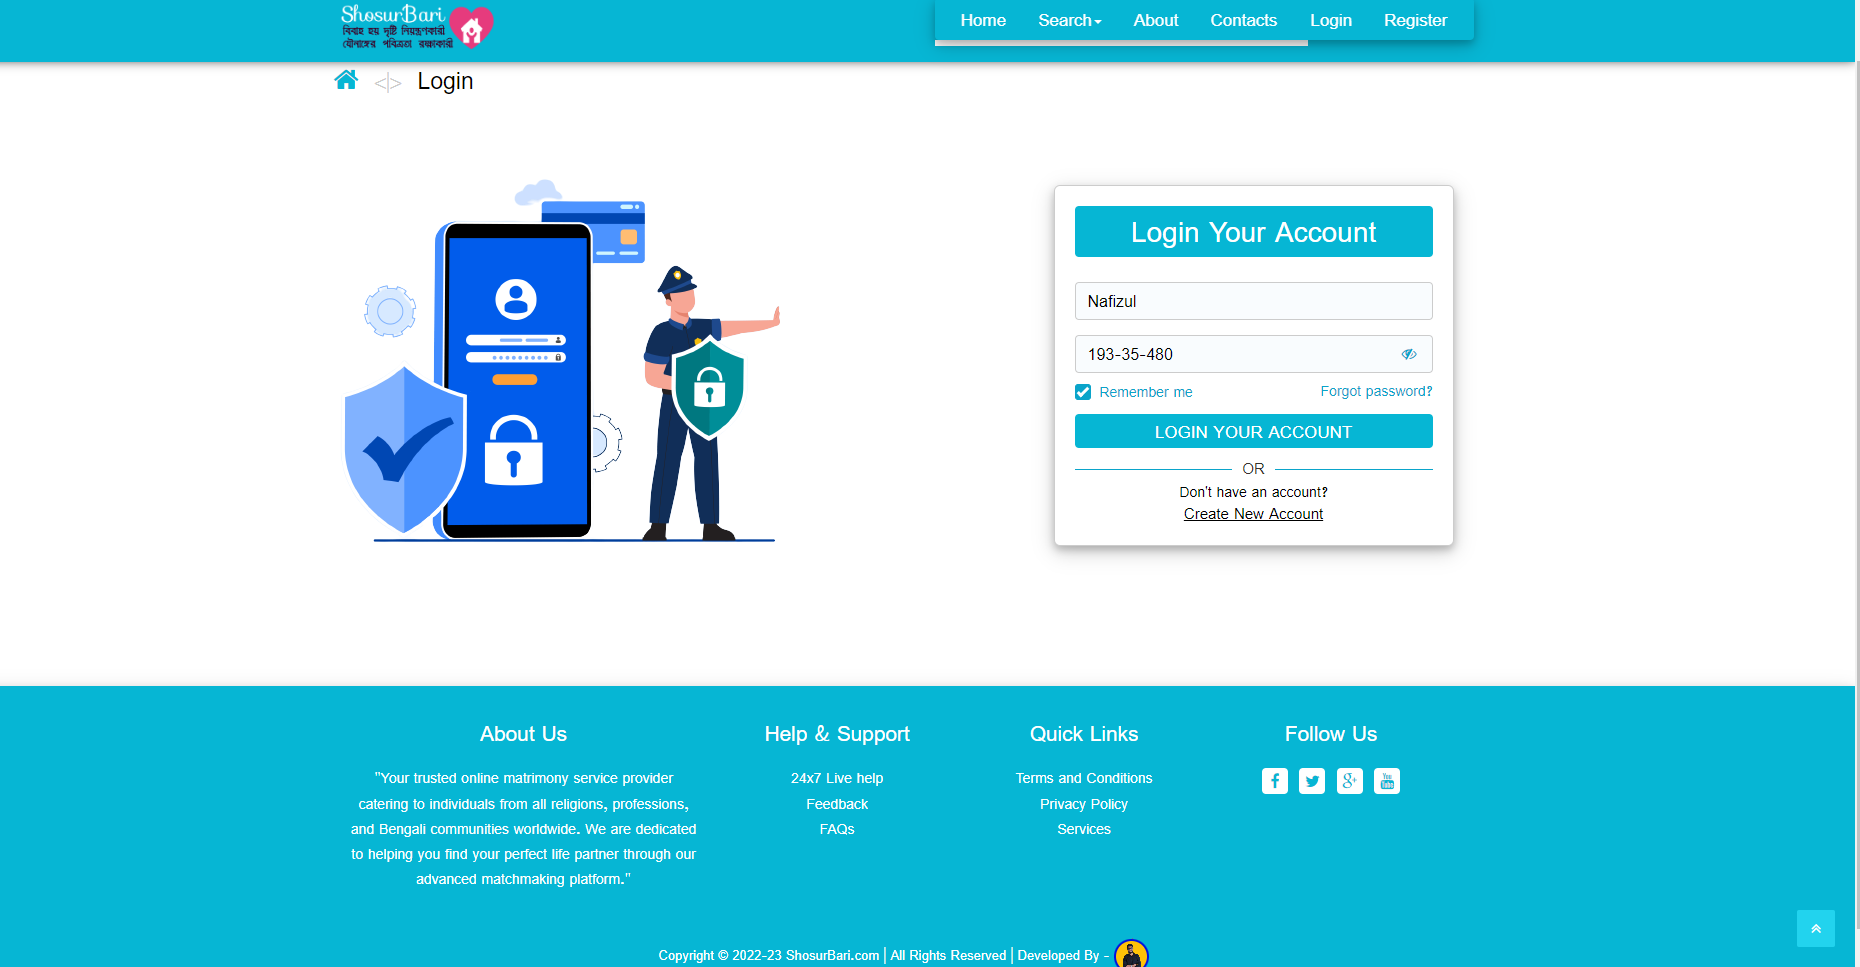 ShosurBari
বিবাহ হয় দৃষ্টি নিয়ন্ত্রণকারী
যৌনাঙ্গের পবিত্রতা রক্ষাকারী
Home Search About Contacts Login Register
Login
Login Your Account
Nafizul
193-35-480
Remember me Forgot password?
LOGIN YOUR ACCOUNT
OR
Don't have an account?
Create New Account
About Us
"Your trusted online matrimony service provider
catering to individuals from all religions, professions,
and Bengali communities worldwide. We are dedicated
to helping you find your perfect life partner through our
advanced matchmaking platform."
Help & Support
24x7 Live help
Feedback
FAQs
Quick Links
Terms and Conditions
Privacy Policy
Services
Follow Us
You
Tube
Copyright © 2022-23 ShosurBari.com | All Rights Reserved | Developed By -